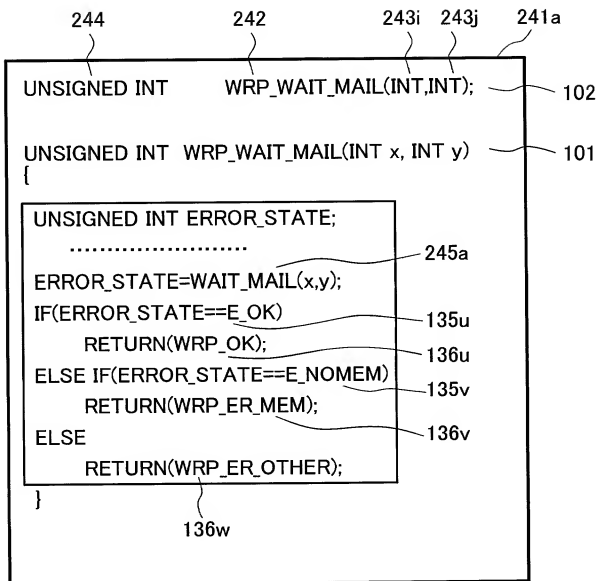 244 242 243i 243j 241a
UNSIGNED INT WRP_WAIT_MAIL(INT,INT); 102
UNSIGNED INT WRP_WAIT_MAIL(INT x, INT y) 101
{
UNSIGNED INT ERROR_STATE;
........................
245a
ERROR_STATE=WAIT_MAIL(x,y);
IF(ERROR_STATE==E_OK) 135u
RETURN(WRP_OK); 136u
ELSE IF(ERROR_STATE==E_NOMEM) 135v
RETURN(WRP_ER_MEM); 136v
ELSE
RETURN(WRP_ER_OTHER);
}
136w